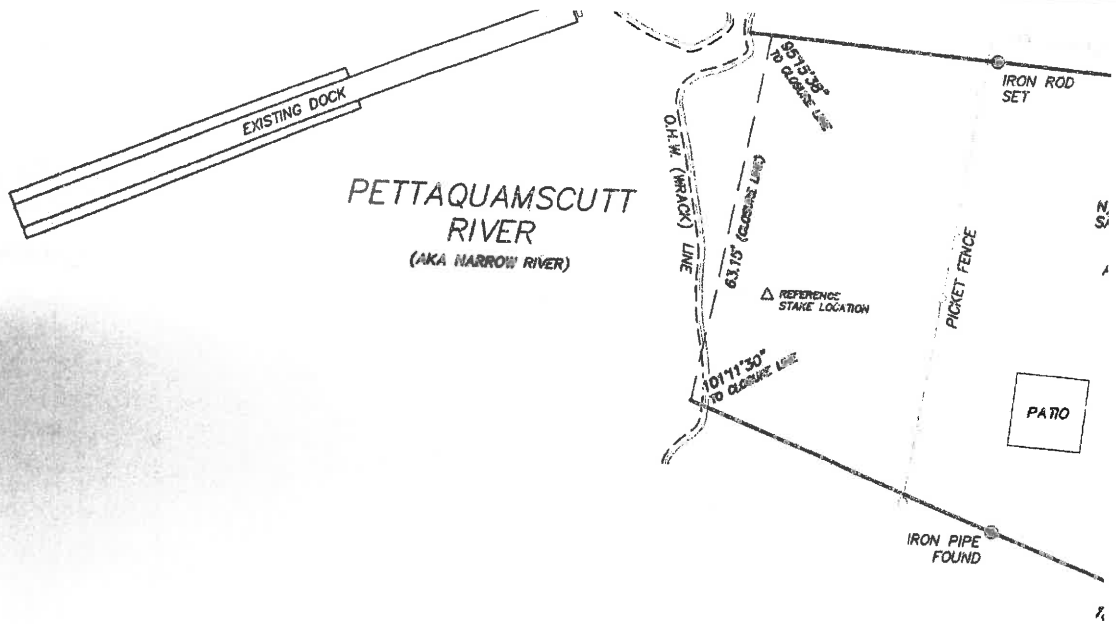 EXISTING DOCK
PETTAQUAMSCUTT
RIVER
(AKA NARROW RIVER)
O.H.W. (WRACK) LINE
95°15'38"
TO CLOSURE LINE
63.15' (CLOSURE LINE)
IRON ROD
SET
PICKET FENCE
REFERENCE
STAKE LOCATION
101°11'30"
TO CLOSURE LINE
PATIO
IRON PIPE
FOUND